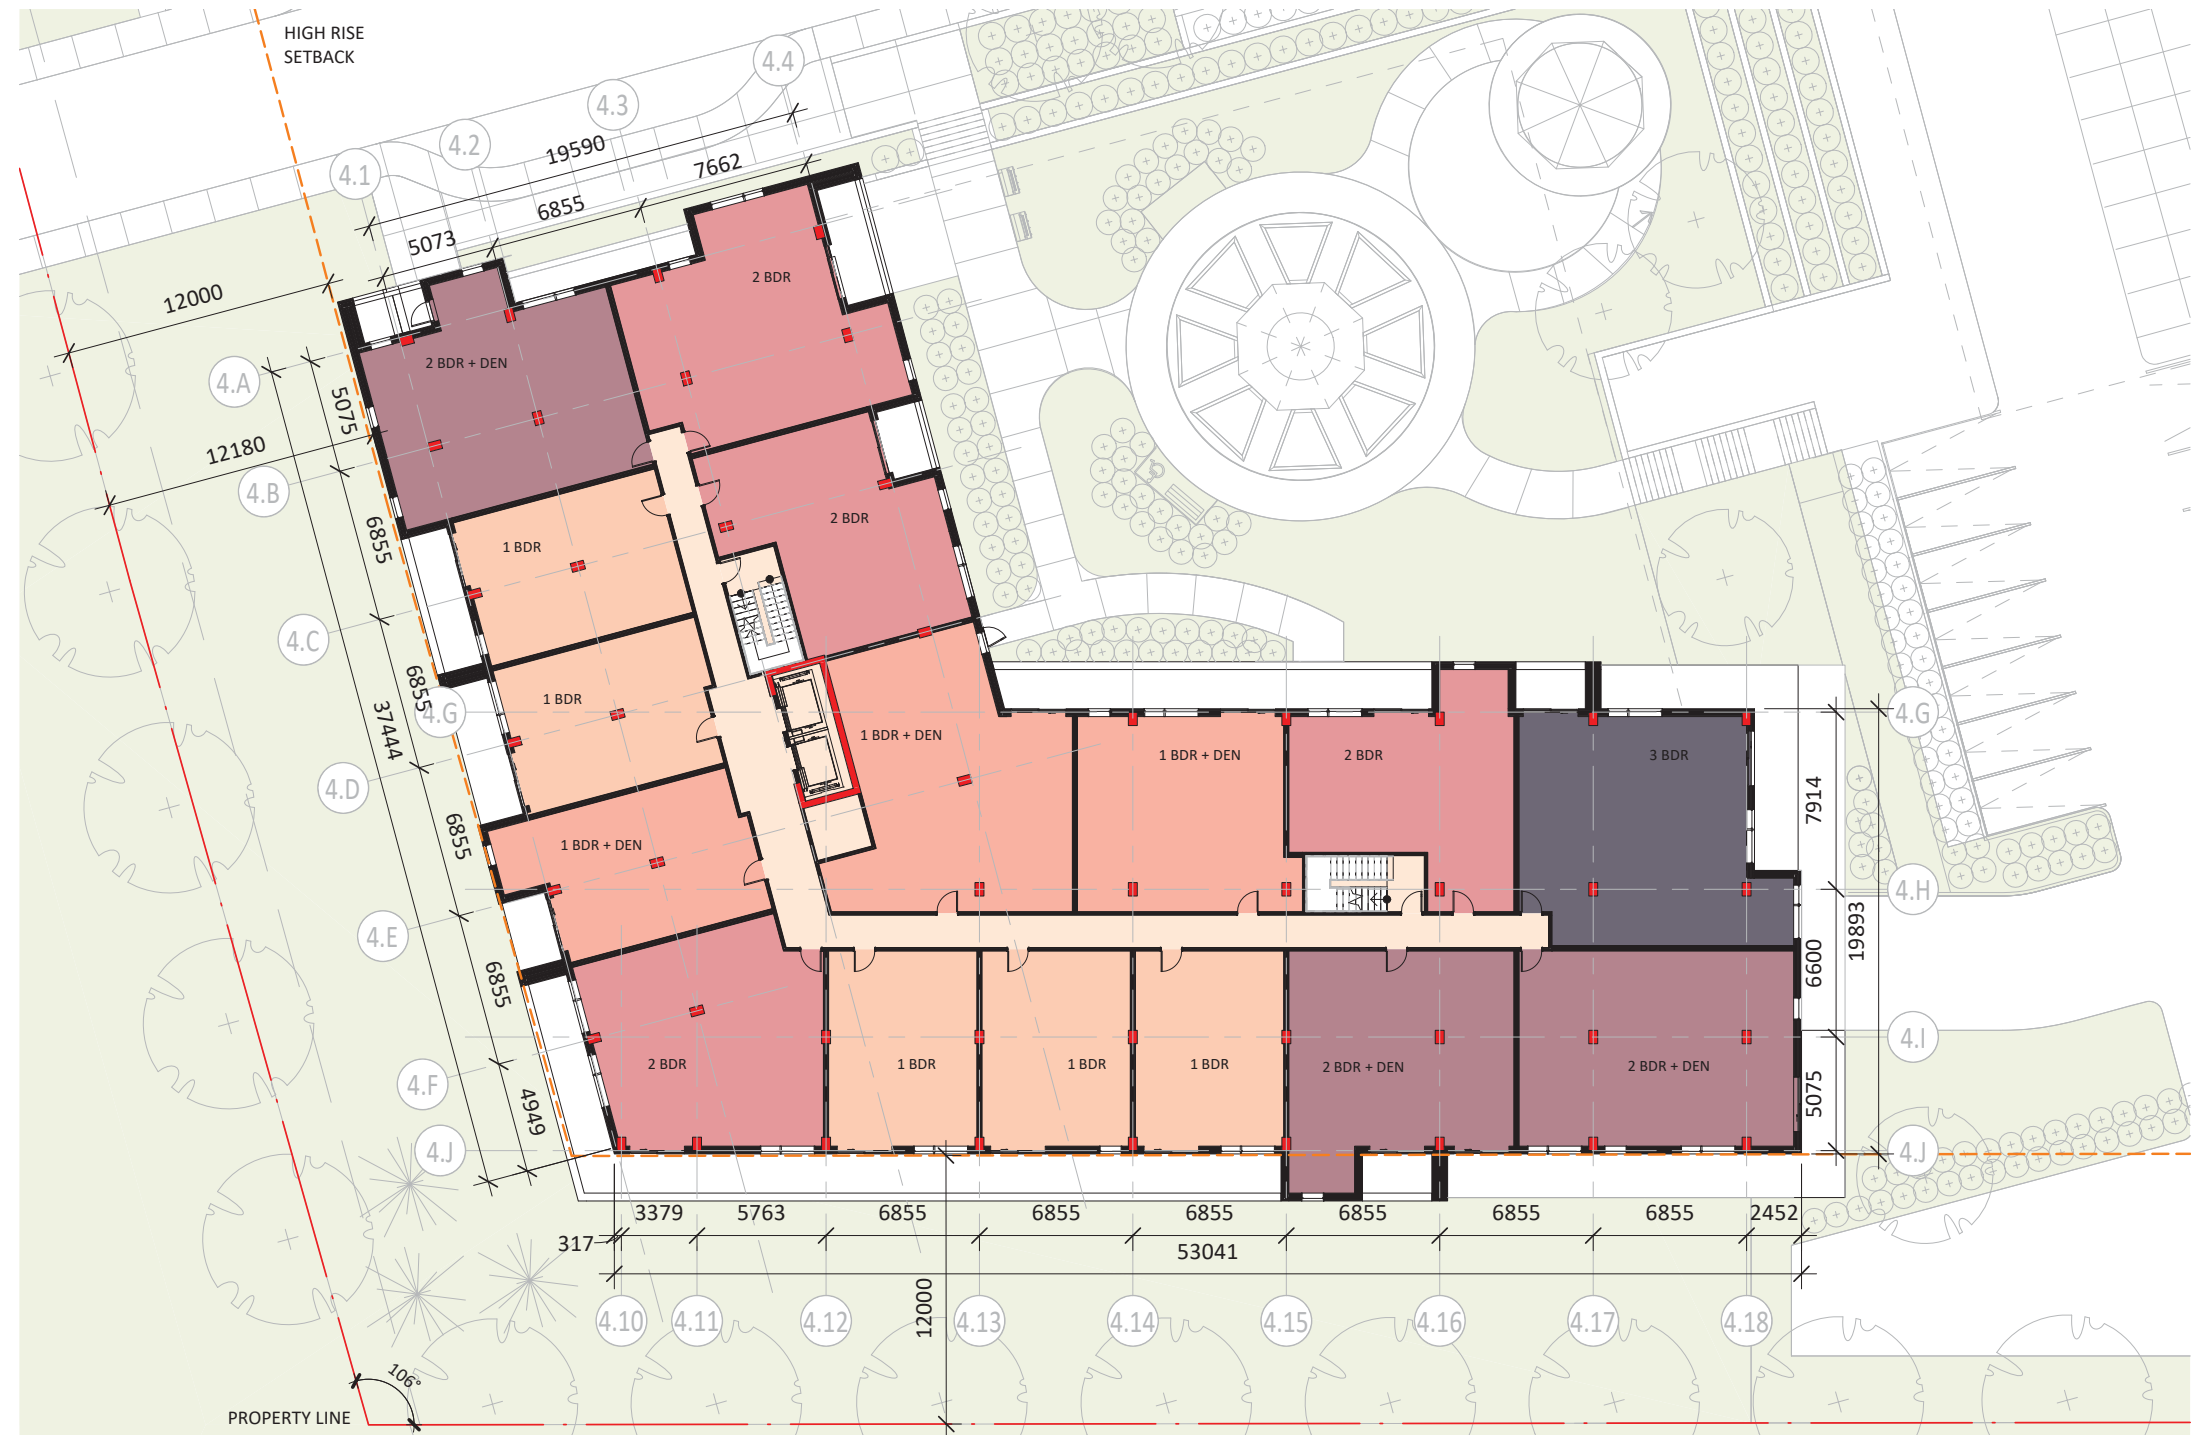 HIGH RISE
SETBACK
4.4
4.3
4.2
4.1
19590
7662
6855
5073
12000
12180
4.A
4.B
4.C
4.G
4.D
4.E
4.F
4.J
5075
6855
6855
6855
6855
4949
37444
2 BDR
2 BDR + DEN
2 BDR
1 BDR
1 BDR
1 BDR + DEN
1 BDR + DEN
1 BDR + DEN
2 BDR
3 BDR
2 BDR
1 BDR
1 BDR
1 BDR
2 BDR + DEN
2 BDR + DEN
4.G
4.H
4.I
4.J
7914
6600
5075
19893
317
3379
5763
6855
6855
6855
6855
6855
6855
2452
53041
12000
4.10
4.11
4.12
4.13
4.14
4.15
4.16
4.17
4.18
106°
PROPERTY LINE